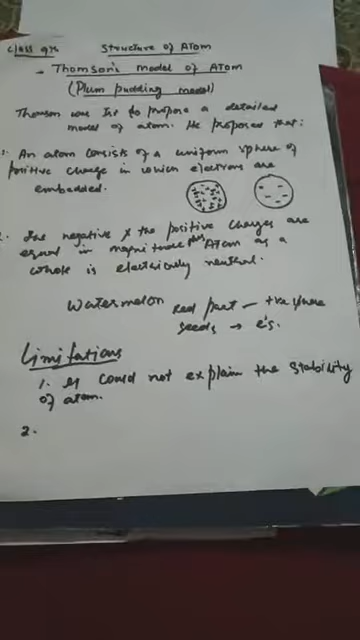 Class 9th Structure of Atom
Thomson's model of Atom
(Plum pudding model)
Thomson was Ist to propose a detailed
model of atom. He proposed that:
1. An atom consists of a uniform sphere of
positive charge in which electrons are
embedded.
2. The negative & the positive charges are
equal in magnitude, thus Atom as a
whole is electrically neutral.
Watermelon red part — +ve sphere
seeds → e's.
Limitations
1. It could not explain the stability
of atom.
2.